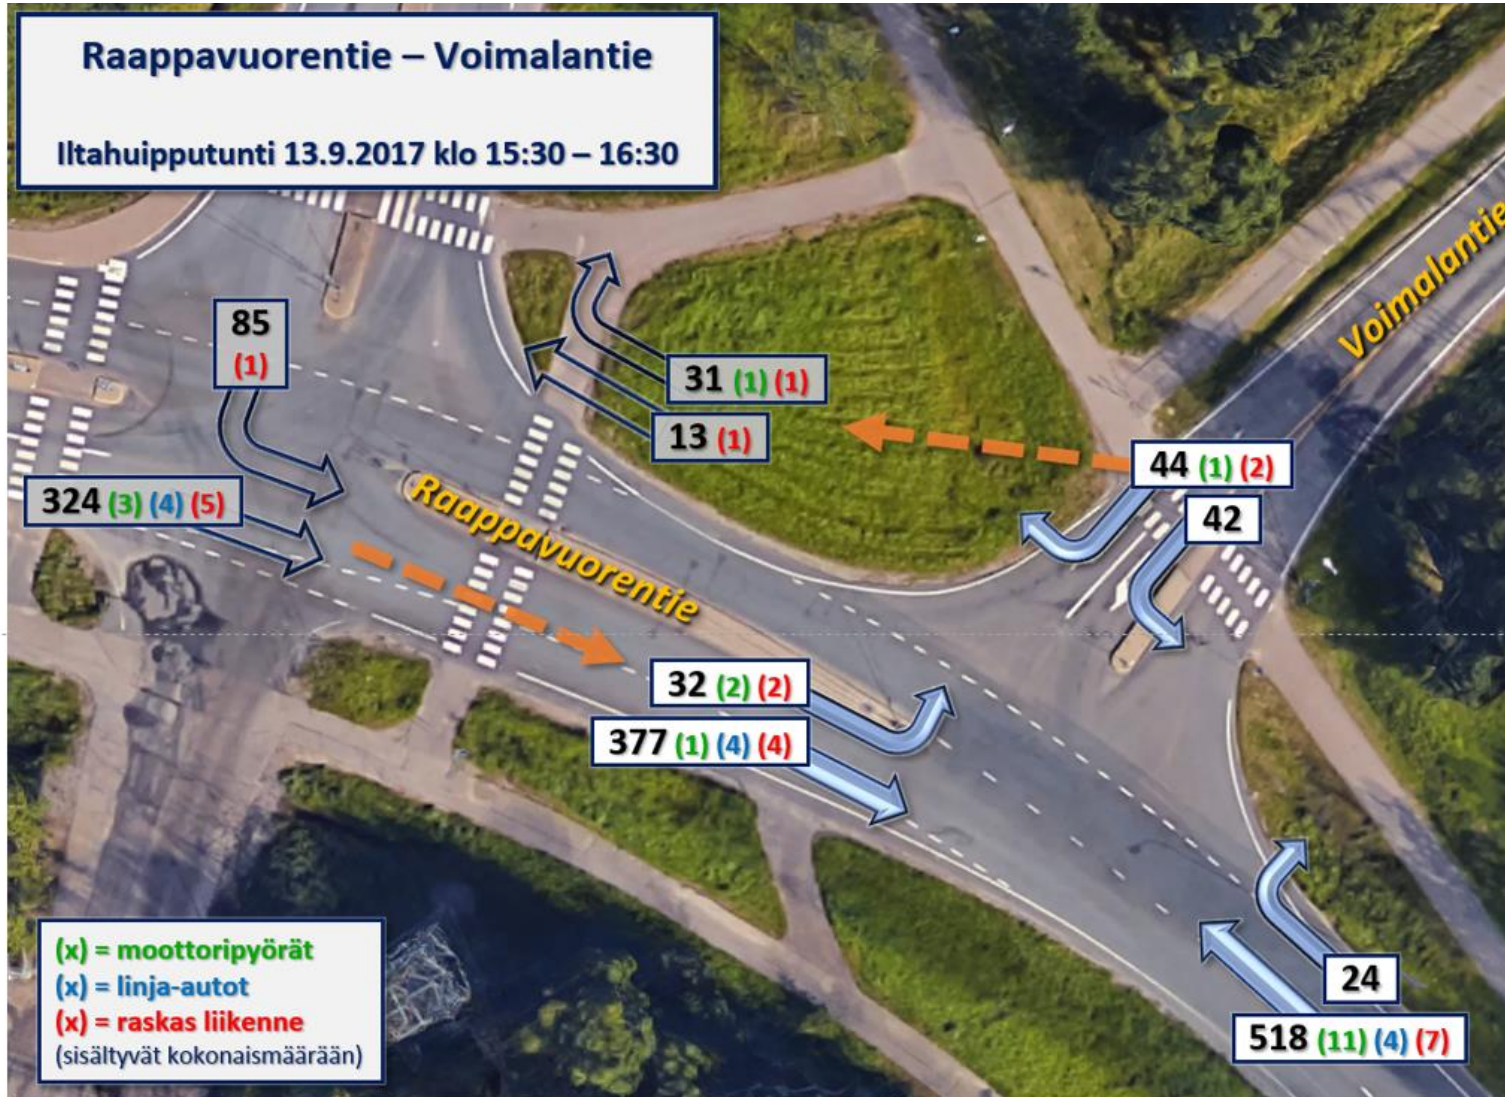 Raappavuorentie – Voimalantie
Iltahuipputunti 13.9.2017 klo 15:30 – 16:30
Voimalantie
85
(1)
31 (1) (1)
13 (1)
44 (1) (2)
42
324 (3) (4) (5)
Raappavuorentie
32 (2) (2)
377 (1) (4) (4)
24
518 (11) (4) (7)
(x) = moottoripyörät
(x) = linja-autot
(x) = raskas liikenne
(sisältyvät kokonaismäärään)